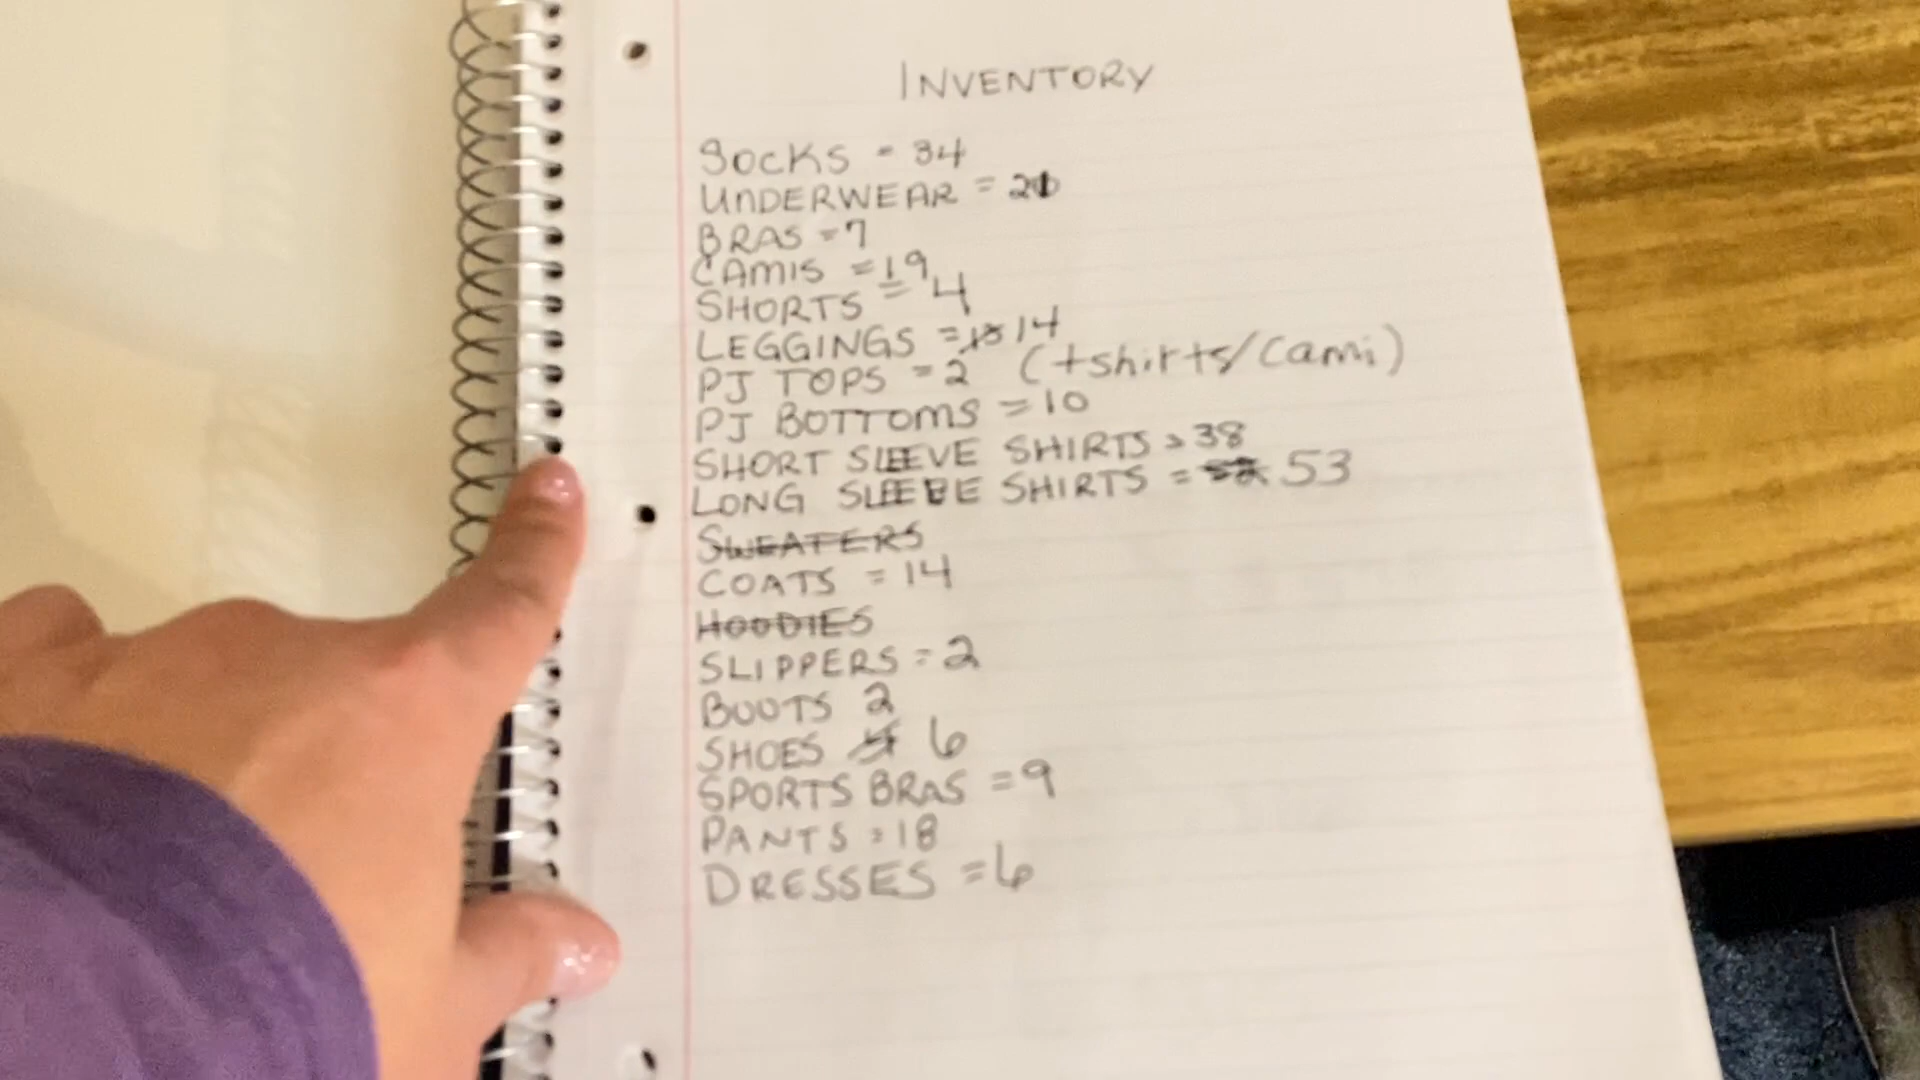 INVENTORY
SOCKS - 34
UNDERWEAR = 21
BRAS = 7
CAMIS = 19
SHORTS = 4
LEGGINGS = 14
PJ TOPS = 2 (tshirts/cami)
PJ BOTTOMS = 10
SHORT SLEEVE SHIRTS = 38
LONG SLEEVE SHIRTS = 53
SWEATERS
COATS = 14
HOODIES
SLIPPERS = 2
BOOTS 2
SHOES 6
SPORTS BRAS = 9
PANTS = 18
DRESSES = 6